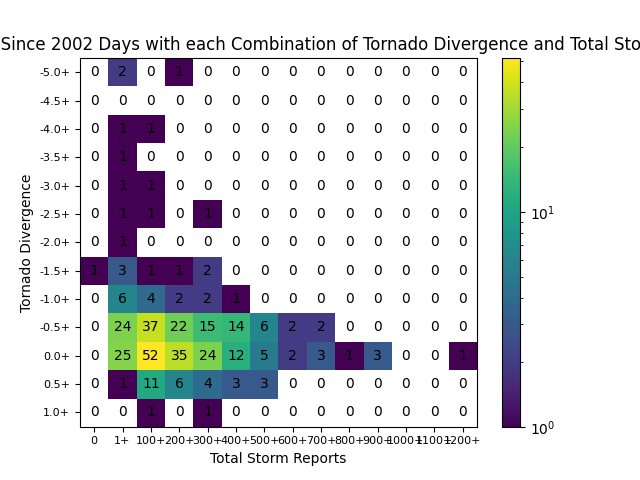 Since 2002 Days with each Combination of Tornado Divergence and Total Sto
-5.0+ 0 2 0 1 0 0 0 0 0 0 0 0 0 0
-4.5+ 0 0 0 0 0 0 0 0 0 0 0 0 0 0
-4.0+ 0 1 1 0 0 0 0 0 0 0 0 0 0 0
-3.5+ 0 1 0 0 0 0 0 0 0 0 0 0 0 0
-3.0+ 0 1 1 0 0 0 0 0 0 0 0 0 0 0
-2.5+ 0 1 1 0 1 0 0 0 0 0 0 0 0 0
-2.0+ 0 1 0 0 0 0 0 0 0 0 0 0 0 0
-1.5+ 1 3 1 1 2 0 0 0 0 0 0 0 0 0
-1.0+ 0 6 4 2 2 1 0 0 0 0 0 0 0 0
-0.5+ 0 24 37 22 15 14 6 2 2 0 0 0 0 0
0.0+ 0 25 52 35 24 12 5 2 3 1 3 0 0 1
0.5+ 0 1 11 6 4 3 3 0 0 0 0 0 0 0
1.0+ 0 0 1 0 1 0 0 0 0 0 0 0 0 0
0 1+ 100+ 200+ 300+ 400+ 500+ 600+ 700+ 800+ 900+ 1000+ 1100+ 1200+
Total Storm Reports
Tornado Divergence
10^1
10^0